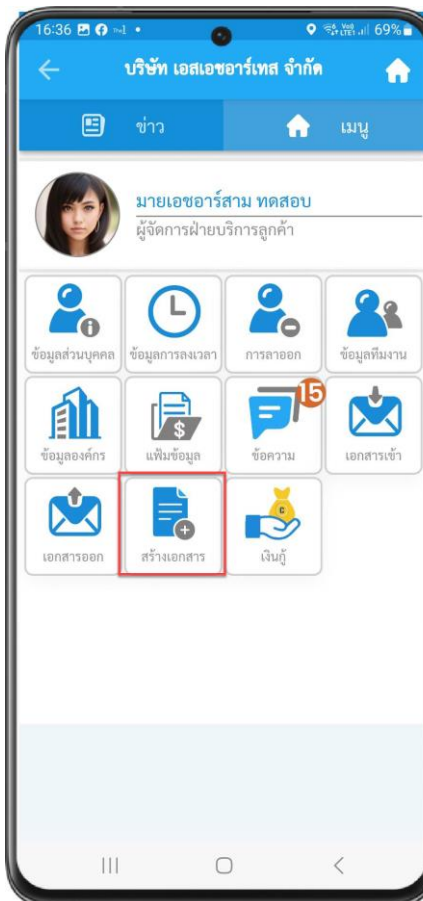 16:36
69%
บริษัท เอสเอชอาร์เทส จำกัด
ข่าว
เมนู
มายเอชอาร์สาม ทดสอบ
ผู้จัดการฝ่ายบริการลูกค้า
ข้อมูลส่วนบุคคล
ข้อมูลการลงเวลา
การลาออก
ข้อมูลทีมงาน
15
ข้อมูลองค์กร
แฟ้มข้อมูล
ข้อความ
เอกสารเข้า
เอกสารออก
สร้างเอกสาร
เงินกู้